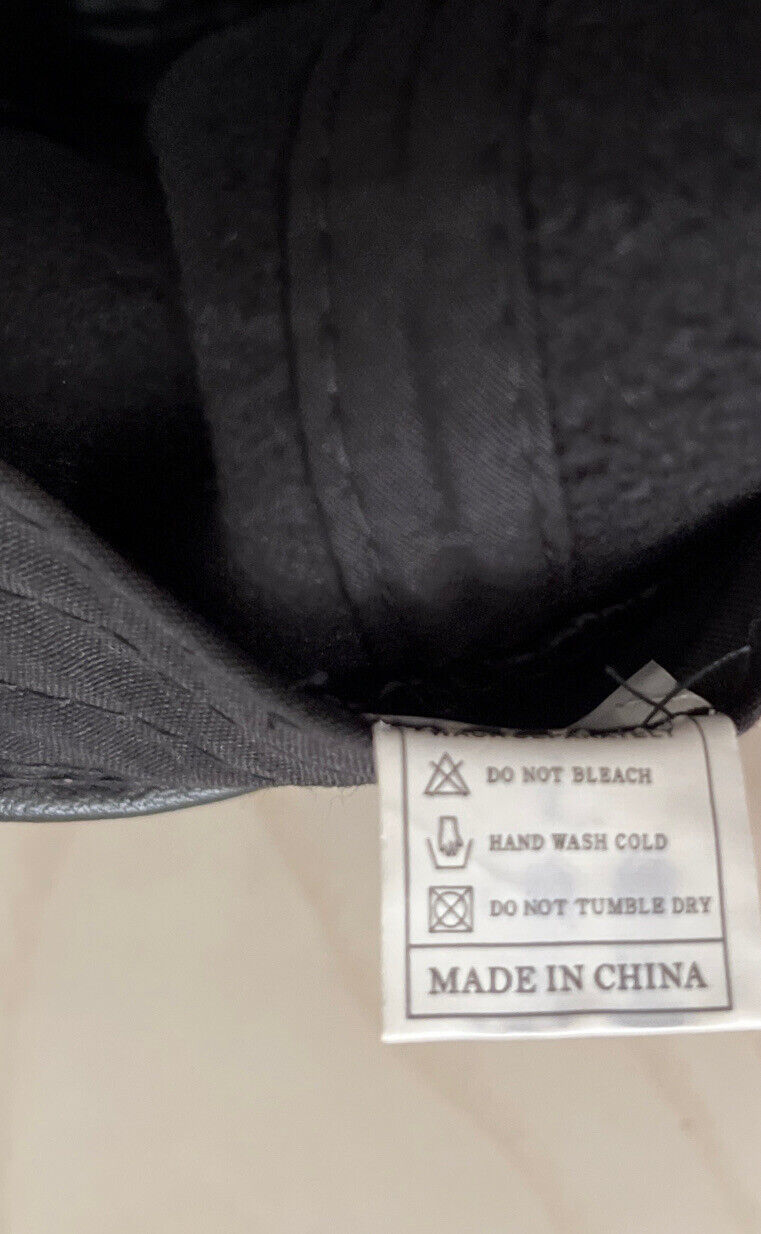 DO NOT BLEACH
HAND WASH COLD
DO NOT TUMBLE DRY
MADE IN CHINA